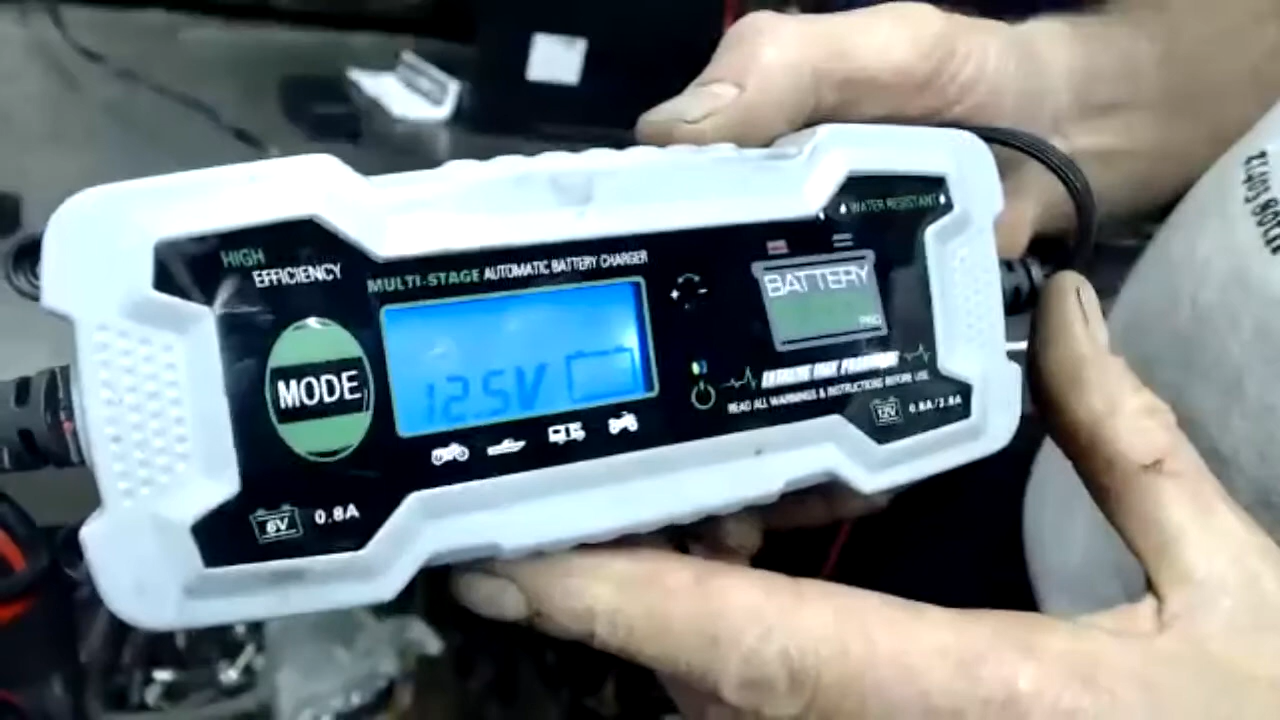 HIGH
EFFICIENCY
MULTI-STAGE AUTOMATIC BATTERY CHARGER
MODE
12.5V
6V 0.8A
WATER RESISTANT
BATTERY
PRO
READ ALL WARNINGS & INSTRUCTIONS BEFORE USE.
12V 0.8A/3.8A